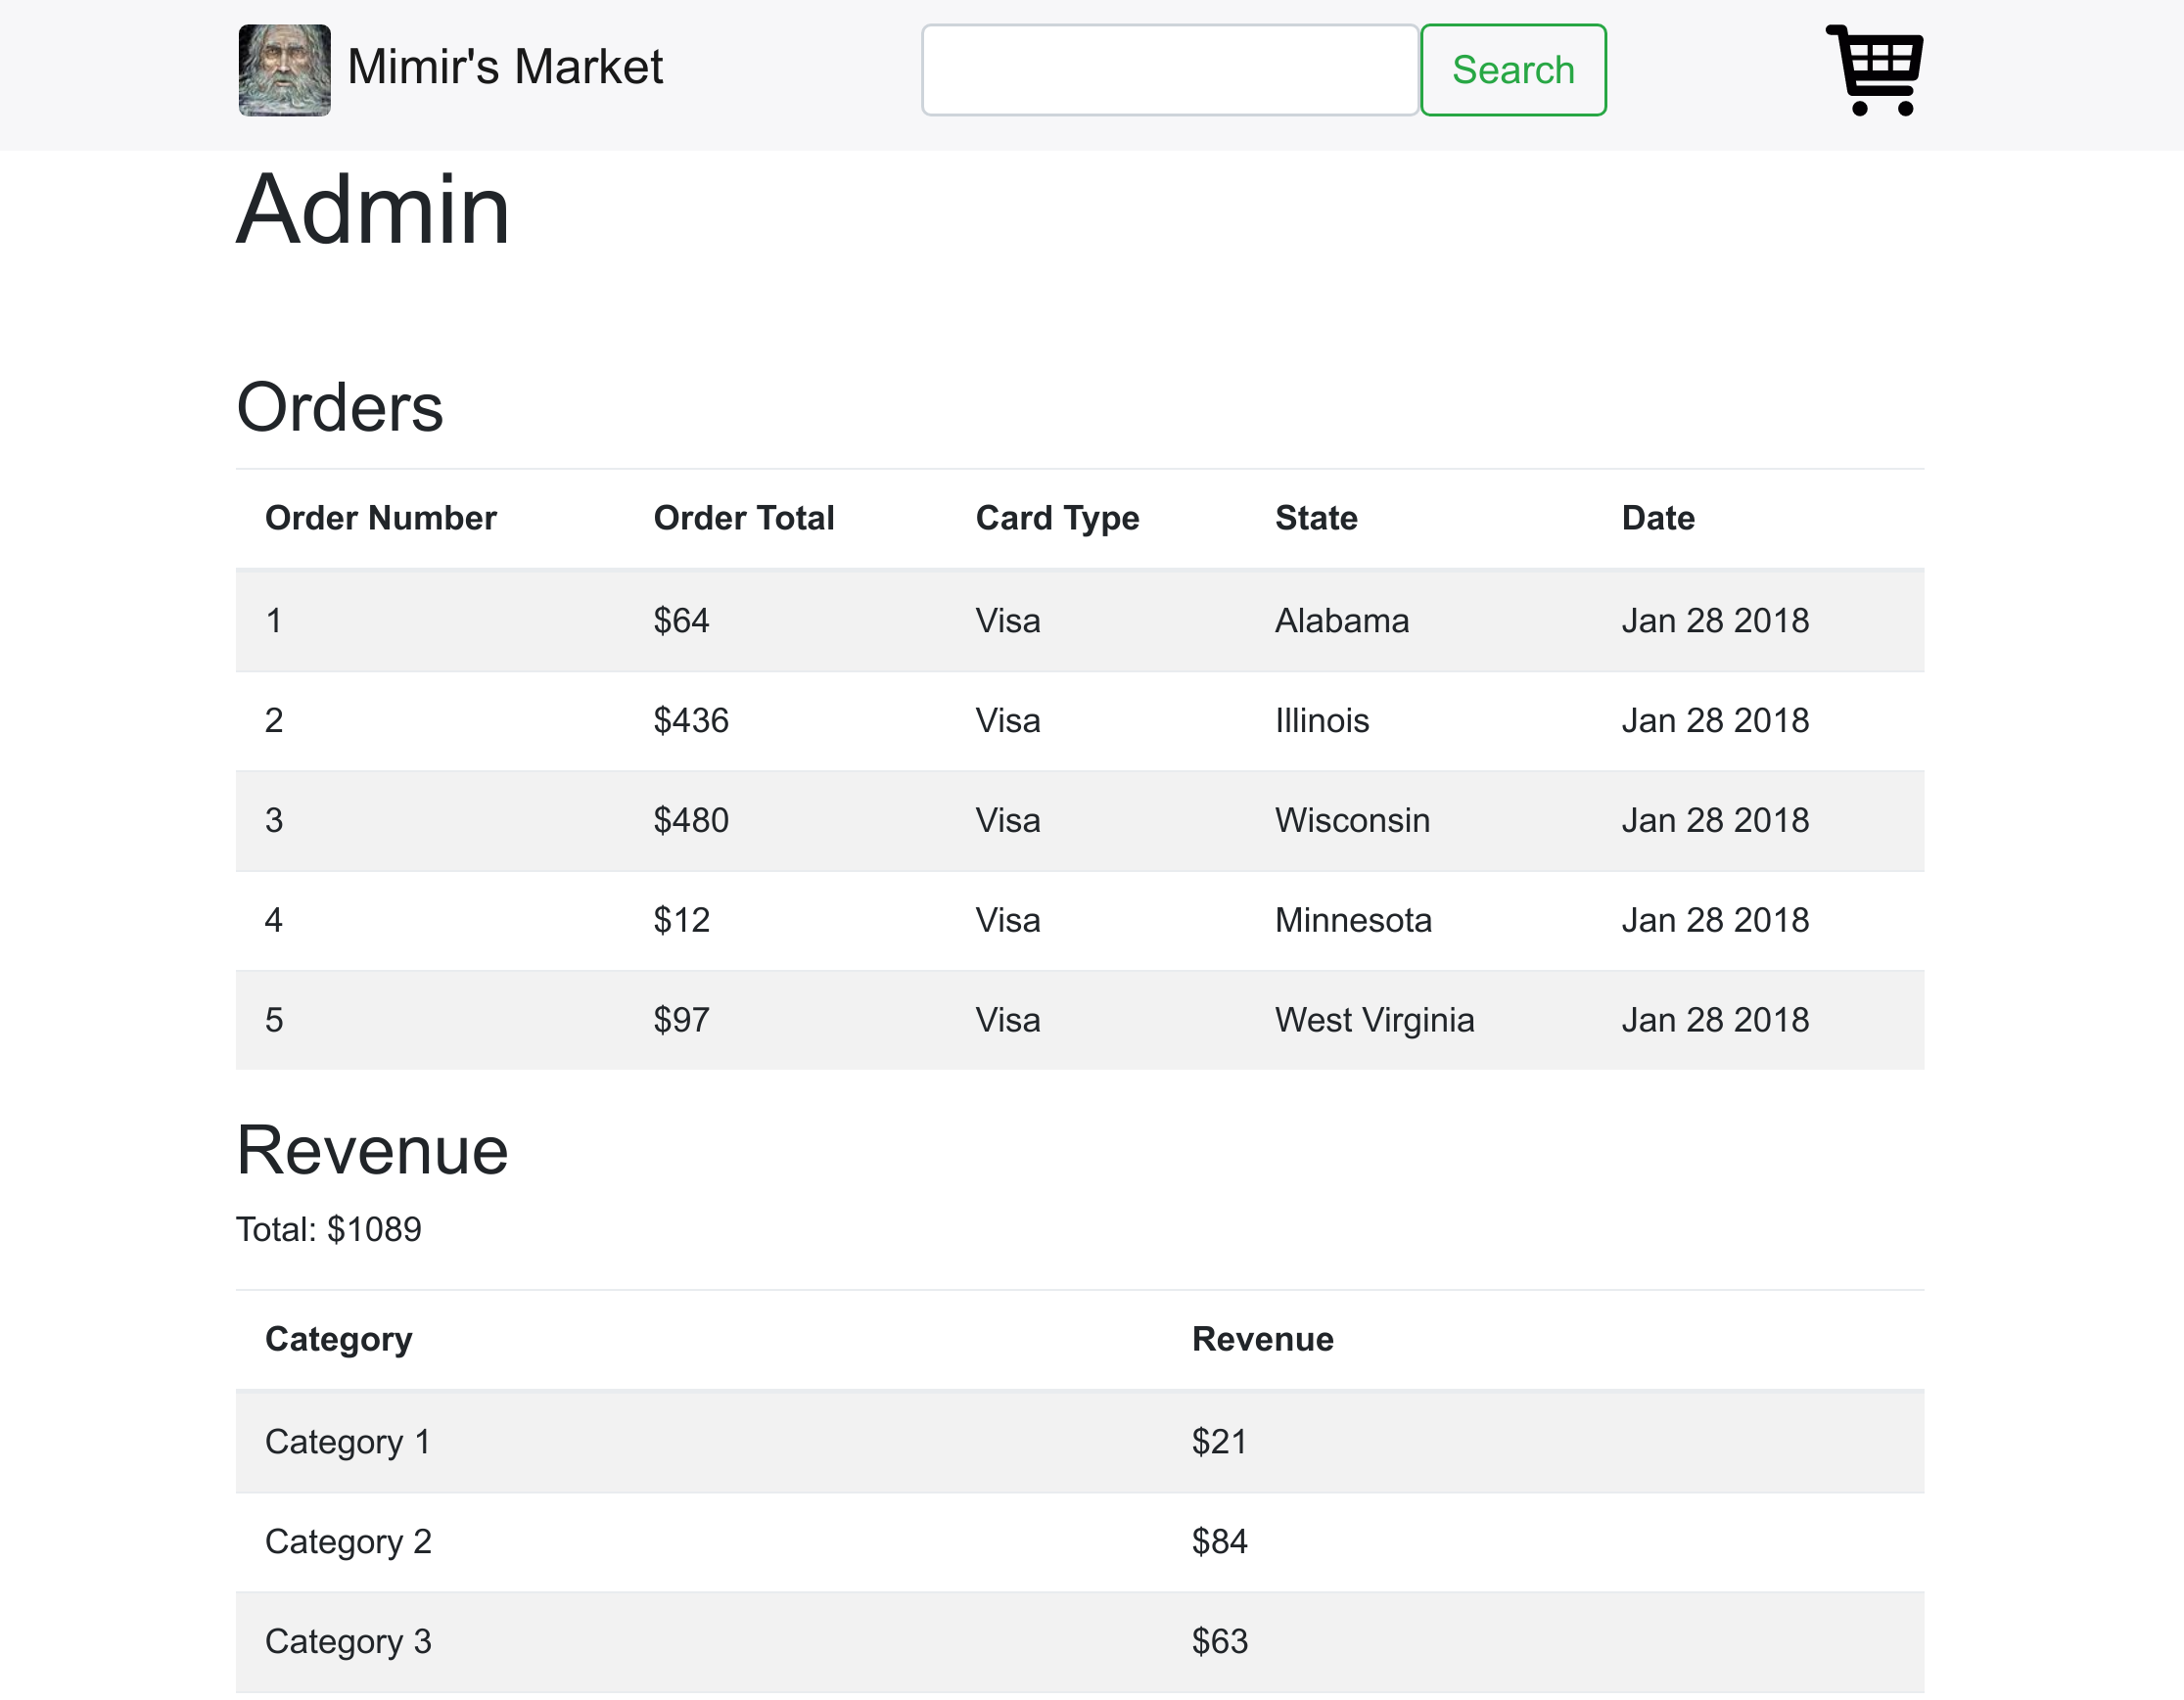 Mimir's Market Search
Admin
Orders
Order Number Order Total Card Type State Date
1 $64 Visa Alabama Jan 28 2018
2 $436 Visa Illinois Jan 28 2018
3 $480 Visa Wisconsin Jan 28 2018
4 $12 Visa Minnesota Jan 28 2018
5 $97 Visa West Virginia Jan 28 2018
Revenue
Total: $1089
Category Revenue
Category 1 $21
Category 2 $84
Category 3 $63